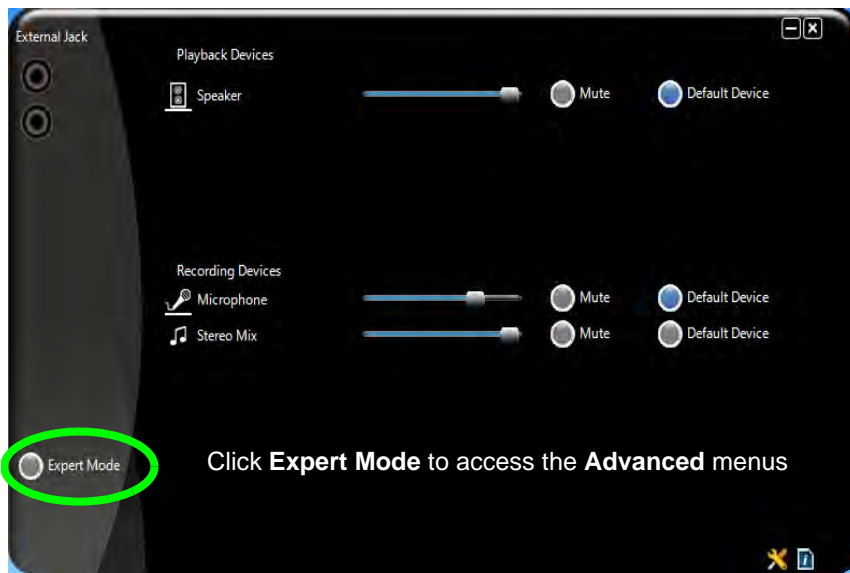 External Jack
Playback Devices
Speaker Mute Default Device
Recording Devices
Microphone Mute Default Device
Stereo Mix Mute Default Device
Expert Mode
Click Expert Mode to access the Advanced menus